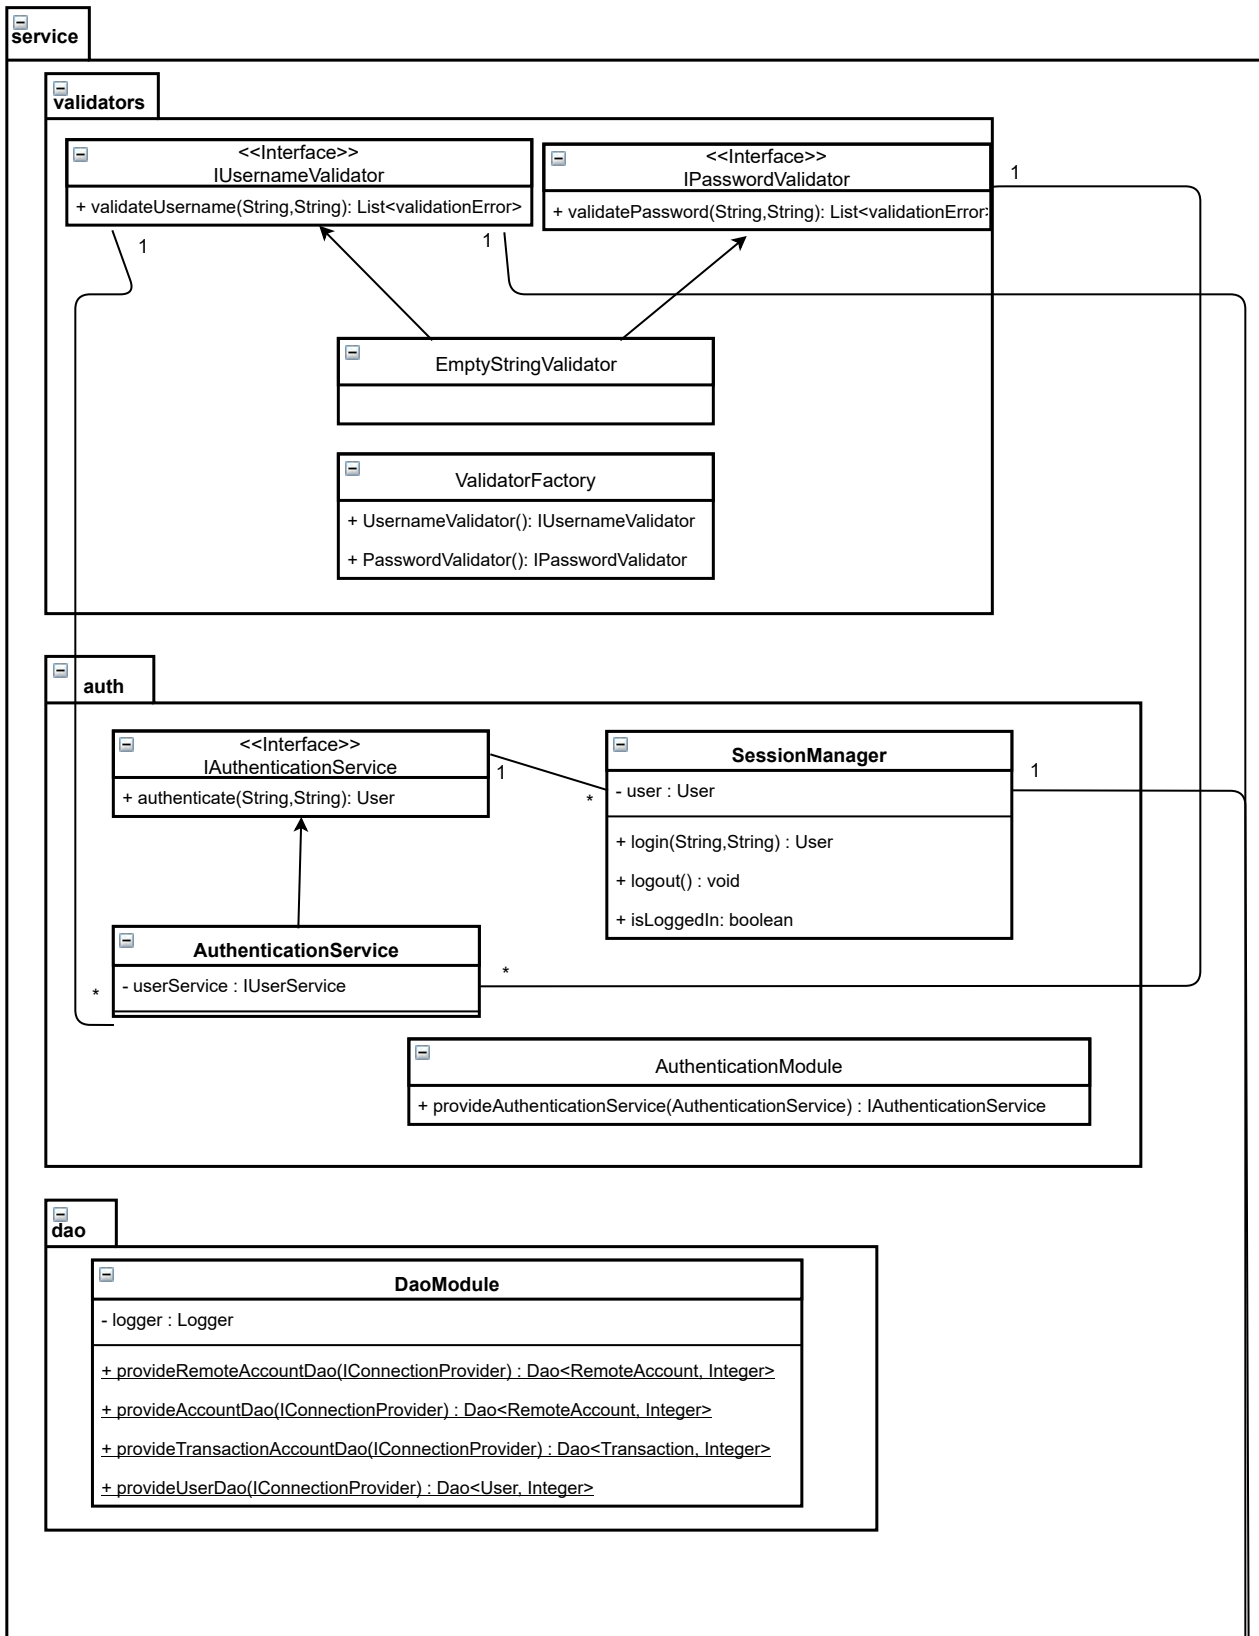 service
validators
<<Interface>>
IUsernameValidator
+ validateUsername(String,String): List<validationError>
<<Interface>>
IPasswordValidator
+ validatePassword(String,String): List<validationError>
1
1
1
EmptyStringValidator
ValidatorFactory
+ UsernameValidator(): IUsernameValidator
+ PasswordValidator(): IPasswordValidator
auth
<<Interface>>
IAuthenticationService
+ authenticate(String,String): User
1
*
SessionManager
- user : User
+ login(String,String) : User
+ logout() : void
+ isLoggedIn: boolean
1
AuthenticationService
- userService : IUserService
*
*
AuthenticationModule
+ provideAuthenticationService(AuthenticationService) : IAuthenticationService
dao
DaoModule
- logger : Logger
+ provideRemoteAccountDao(IConnectionProvider) : Dao<RemoteAccount, Integer>
+ provideAccountDao(IConnectionProvider) : Dao<RemoteAccount, Integer>
+ provideTransactionAccountDao(IConnectionProvider) : Dao<Transaction, Integer>
+ provideUserDao(IConnectionProvider) : Dao<User, Integer>